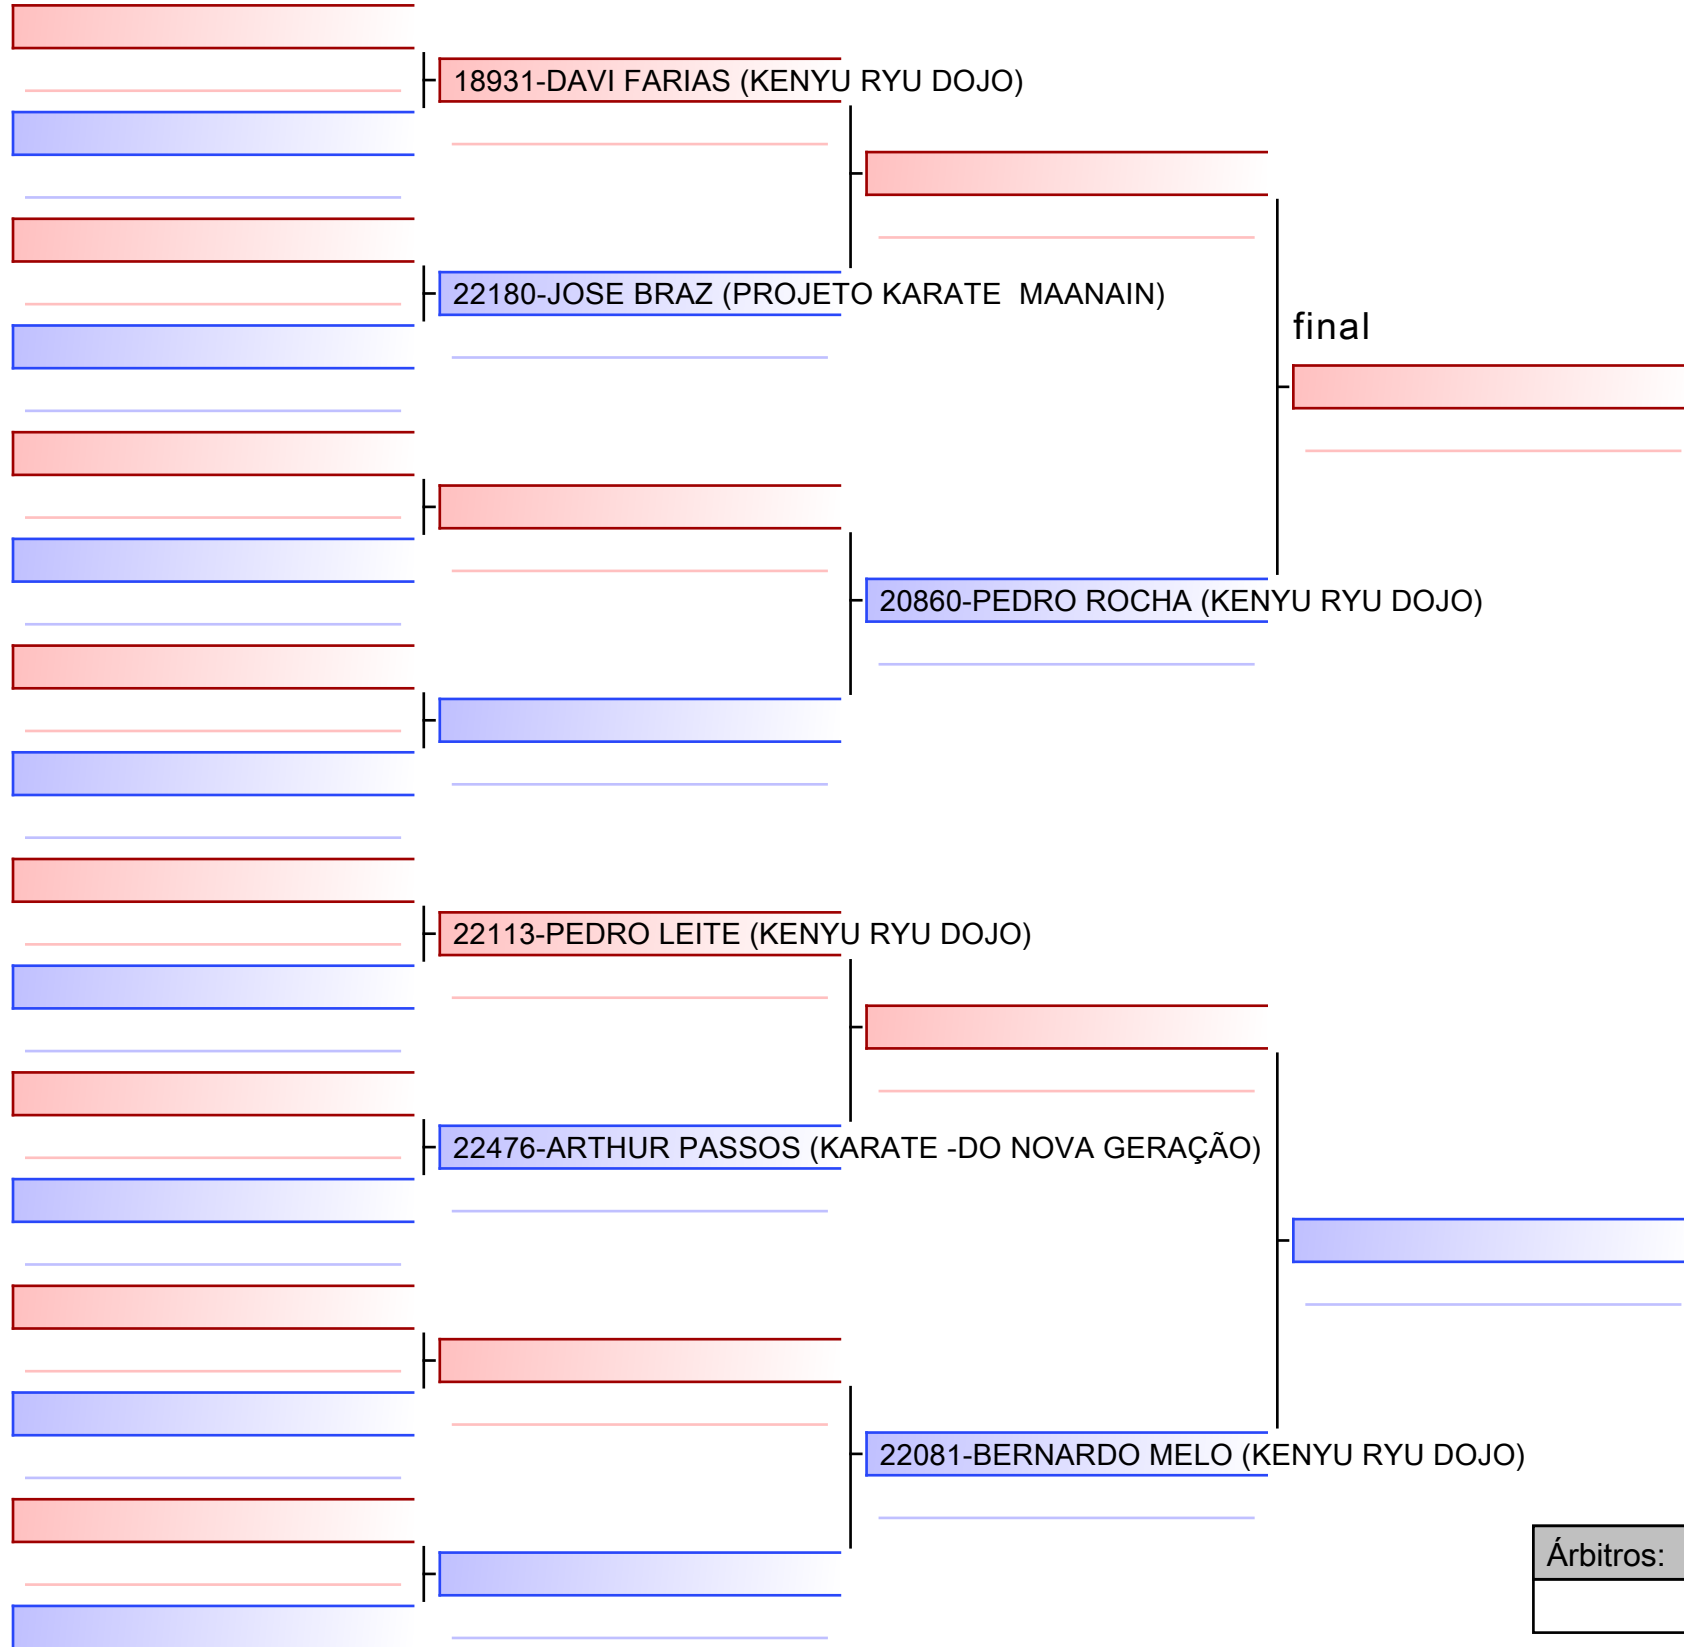 18931-DAVI FARIAS (KENYU RYU DOJO)
22180-JOSE BRAZ (PROJETO KARATE  MAANAIN)
final
20860-PEDRO ROCHA (KENYU RYU DOJO)
22113-PEDRO LEITE (KENYU RYU DOJO)
22476-ARTHUR PASSOS (KARATE -DO NOVA GERAÇÃO)
22081-BERNARDO MELO (KENYU RYU DOJO)
Árbitros: